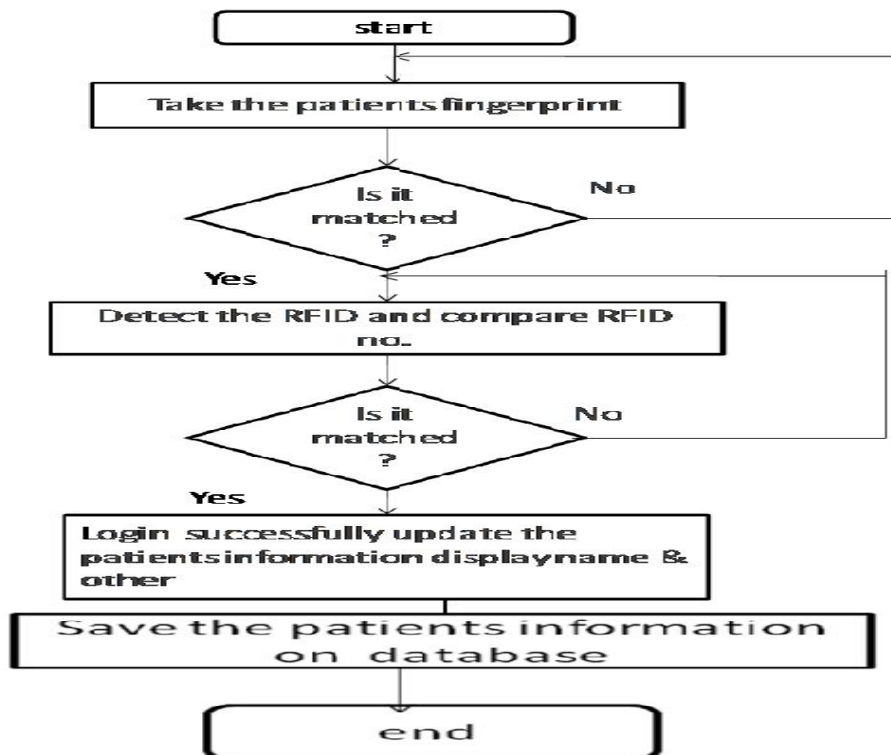 start
Take the patients fingerprint
Is it
matched
?
No
Yes
Detect the RFID and compare RFID
no.
Is it
matched
?
No
Yes
Login successfully update the
patients information display name &
other
Save the patients information
on database
end